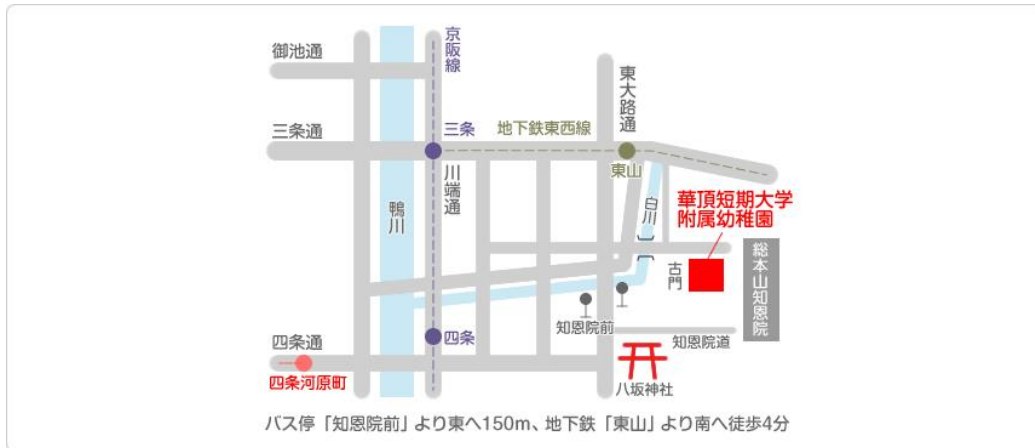 御池通
京阪線
東大路通
三条通
三条
地下鉄東西線
東山
川端通
鴨川
白川
華頂短期大学
附属幼稚園
古門
総本山知恩院
知恩院前
知恩院道
四条通
四条
四条河原町
八坂神社
バス停「知恩院前」より東へ150m、地下鉄「東山」より南へ徒歩4分